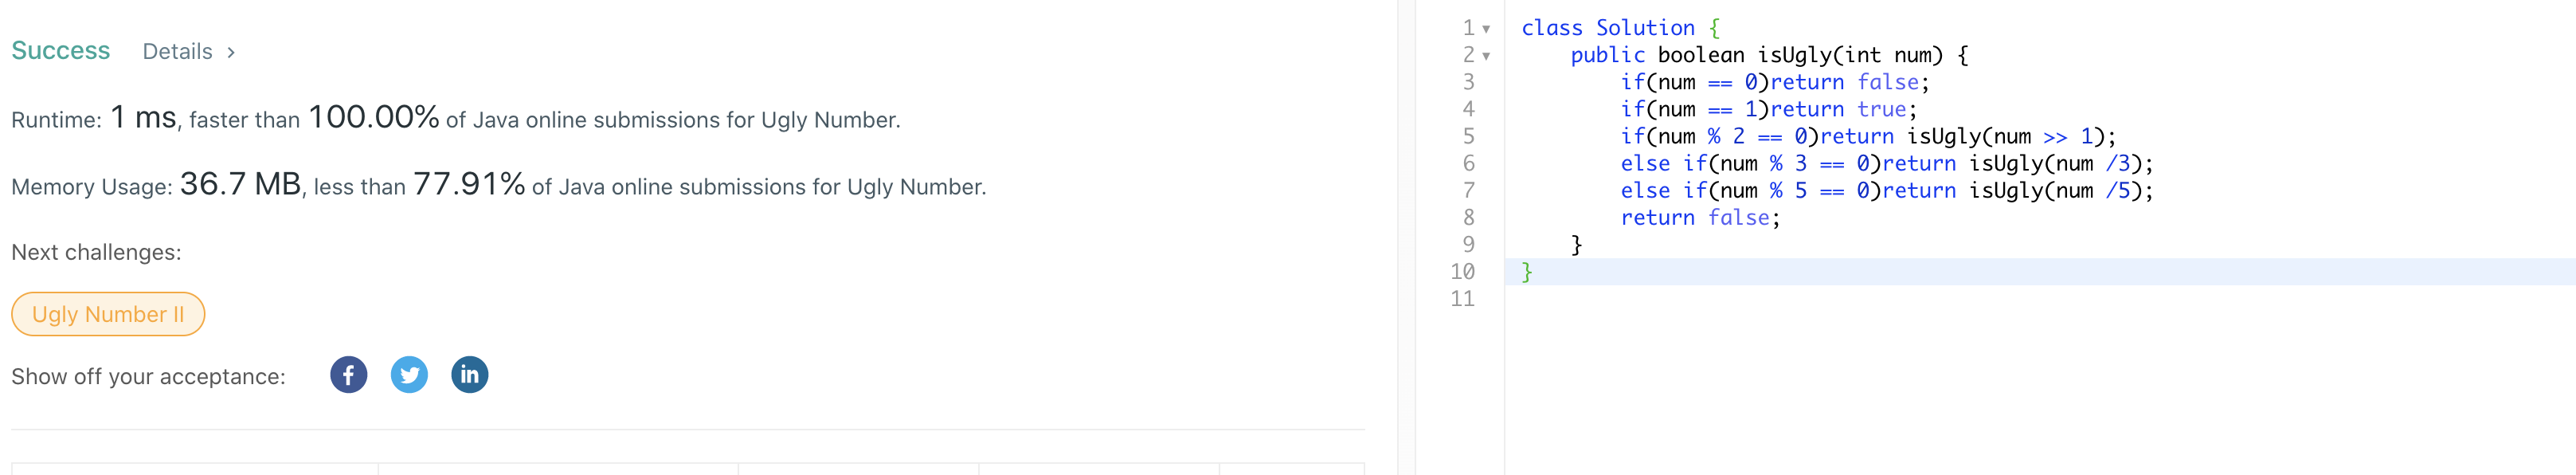 Success Details >
Runtime: 1 ms, faster than 100.00% of Java online submissions for Ugly Number.
Memory Usage: 36.7 MB, less than 77.91% of Java online submissions for Ugly Number.
Next challenges:
Ugly Number II
Show off your acceptance: f in
1 class Solution {
2 public boolean isUgly(int num) {
3 if(num == 0)return false;
4 if(num == 1)return true;
5 if(num % 2 == 0)return isUgly(num >> 1);
6 else if(num % 3 == 0)return isUgly(num /3);
7 else if(num % 5 == 0)return isUgly(num /5);
8 return false;
9 }
10 }
11